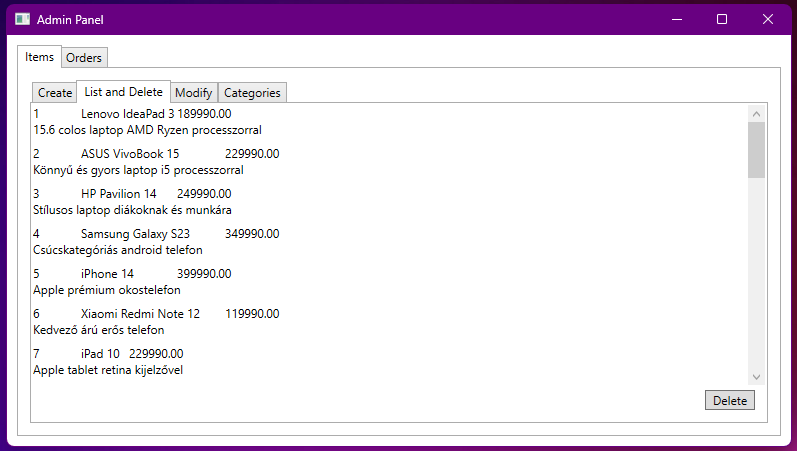 Admin Panel
Items Orders
Create List and Delete Modify Categories
1 Lenovo IdeaPad 3 189990.00
15.6 colos laptop AMD Ryzen processzorral
2 ASUS VivoBook 15 229990.00
Könnyű és gyors laptop i5 processzorral
3 HP Pavilion 14 249990.00
Stílusos laptop diákoknak és munkára
4 Samsung Galaxy S23 349990.00
Csúcskategóriás android telefon
5 iPhone 14 399990.00
Apple prémium okostelefon
6 Xiaomi Redmi Note 12 119990.00
Kedvező árú erős telefon
7 iPad 10 229990.00
Apple tablet retina kijelzővel
Delete